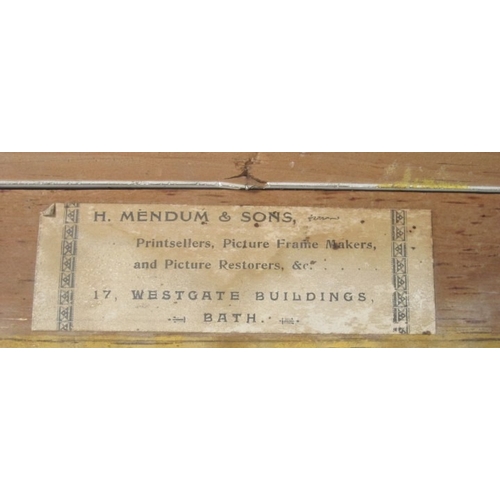 H. MENDUM & SONS,
Printsellers, Picture Frame Makers,
and Picture Restorers, &c. . . . .
17, WESTGATE BUILDINGS,
BATH.